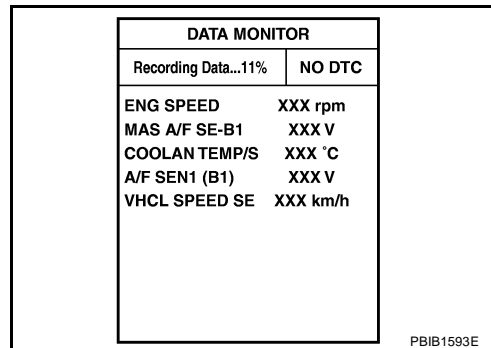 DATA MONITOR
Recording Data...11% NO DTC
ENG SPEED XXX rpm
MAS A/F SE-B1 XXX V
COOLAN TEMP/S XXX °C
A/F SEN1 (B1) XXX V
VHCL SPEED SE XXX km/h
PBIB1593E